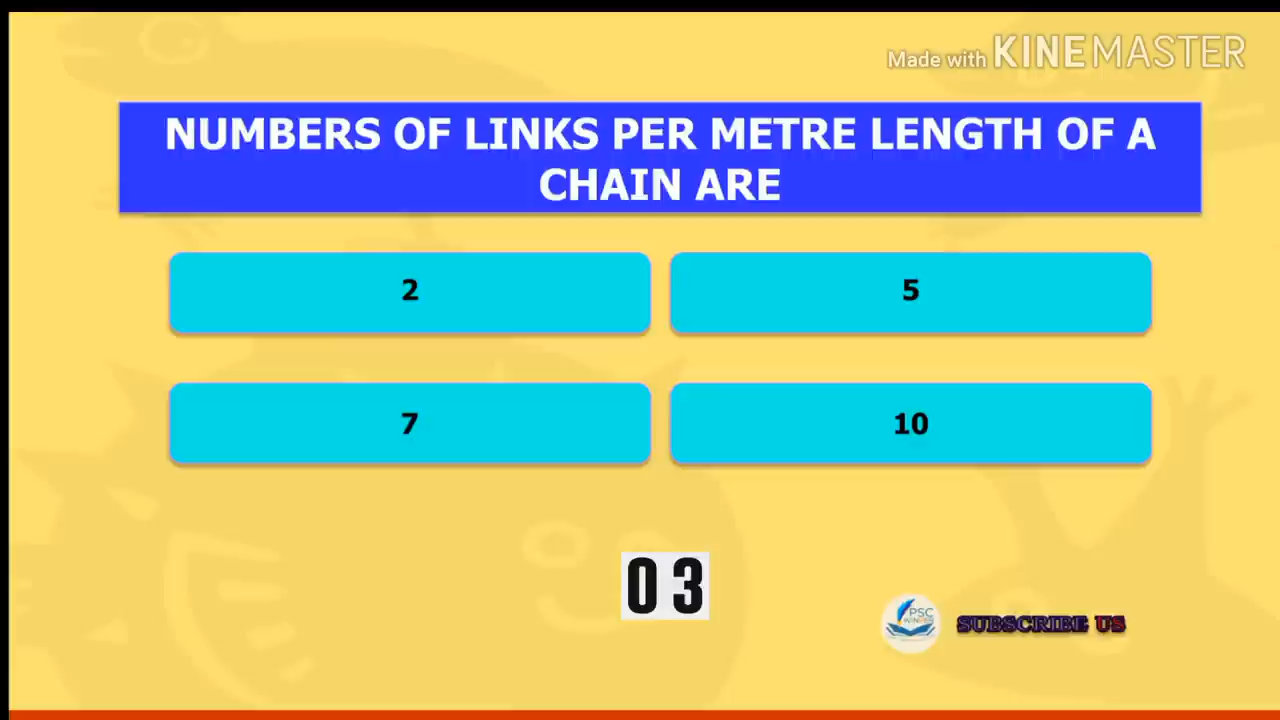 Made with KINEMASTER
NUMBERS OF LINKS PER METRE LENGTH OF A
CHAIN ARE
2
5
7
10
03
PSC
SUBSCRIBE US